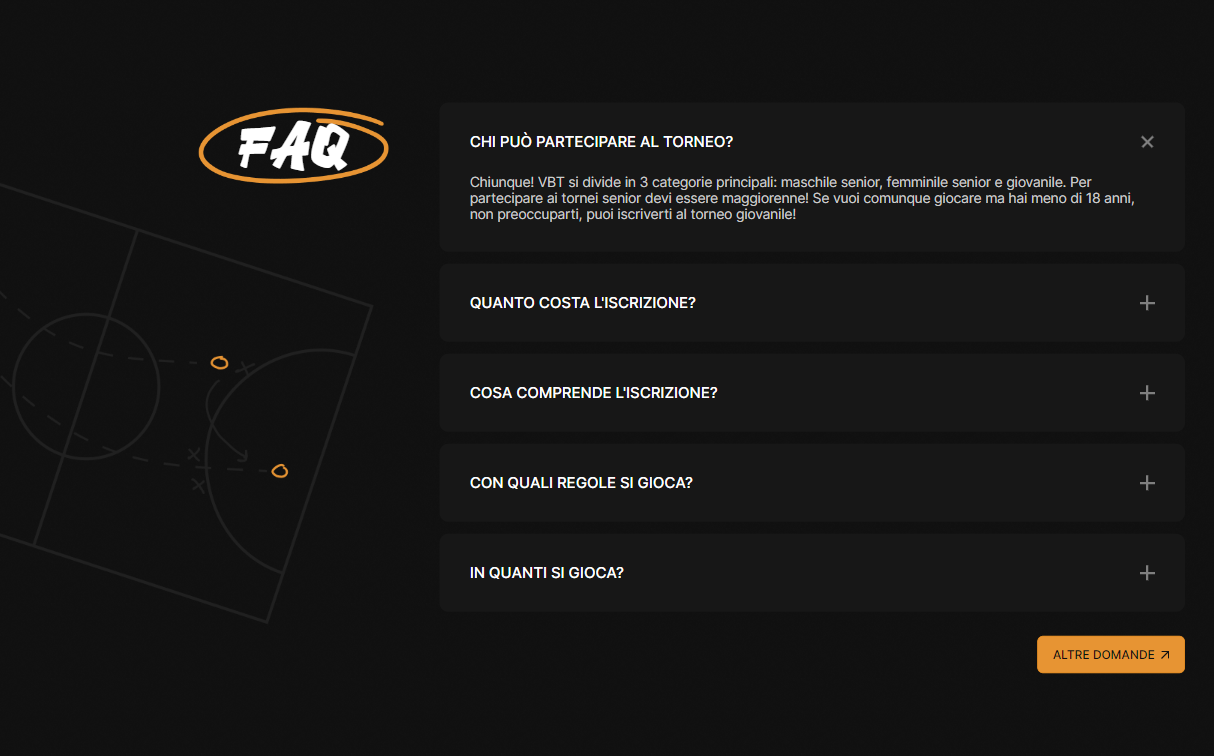 FAQ
CHI PUÒ PARTECIPARE AL TORNEO?
Chiunque! VBT si divide in 3 categorie principali: maschile senior, femminile senior e giovanile. Per
partecipare ai tornei senior devi essere maggiorenne! Se vuoi comunque giocare ma hai meno di 18 anni,
non preoccuparti, puoi iscriverti al torneo giovanile!
QUANTO COSTA L'ISCRIZIONE?
COSA COMPRENDE L'ISCRIZIONE?
CON QUALI REGOLE SI GIOCA?
IN QUANTI SI GIOCA?
ALTRE DOMANDE